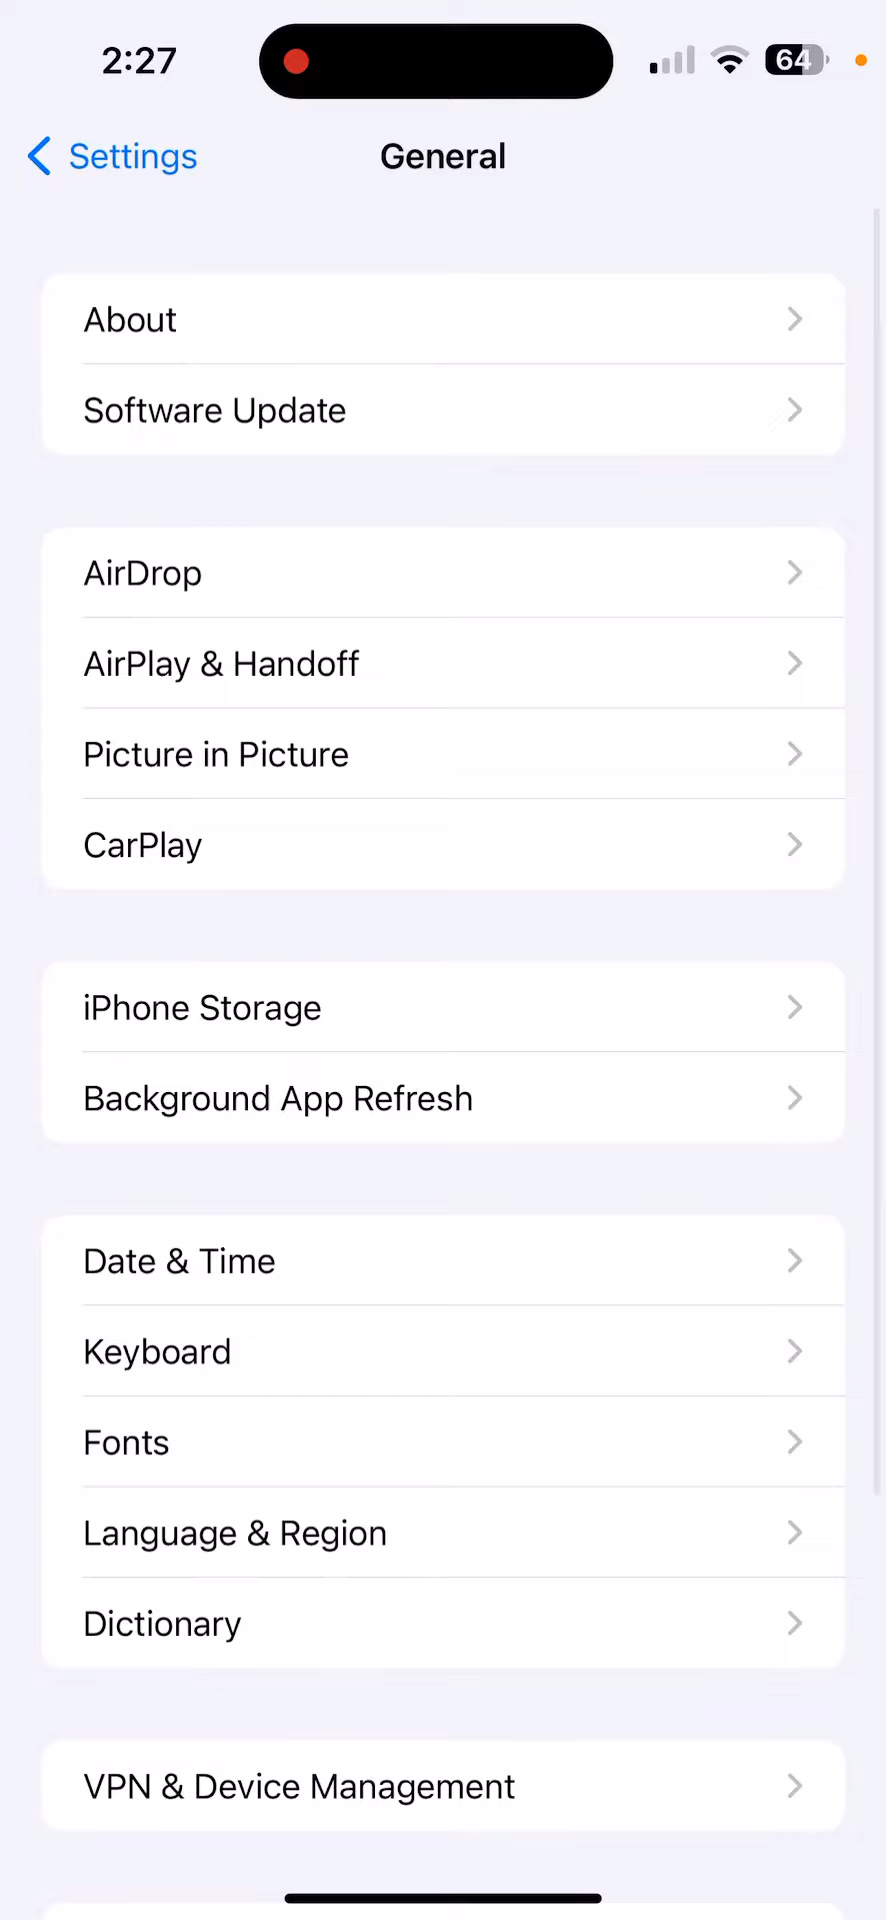 2:27
64
Settings
General
About
Software Update
AirDrop
AirPlay & Handoff
Picture in Picture
CarPlay
iPhone Storage
Background App Refresh
Date & Time
Keyboard
Fonts
Language & Region
Dictionary
VPN & Device Management